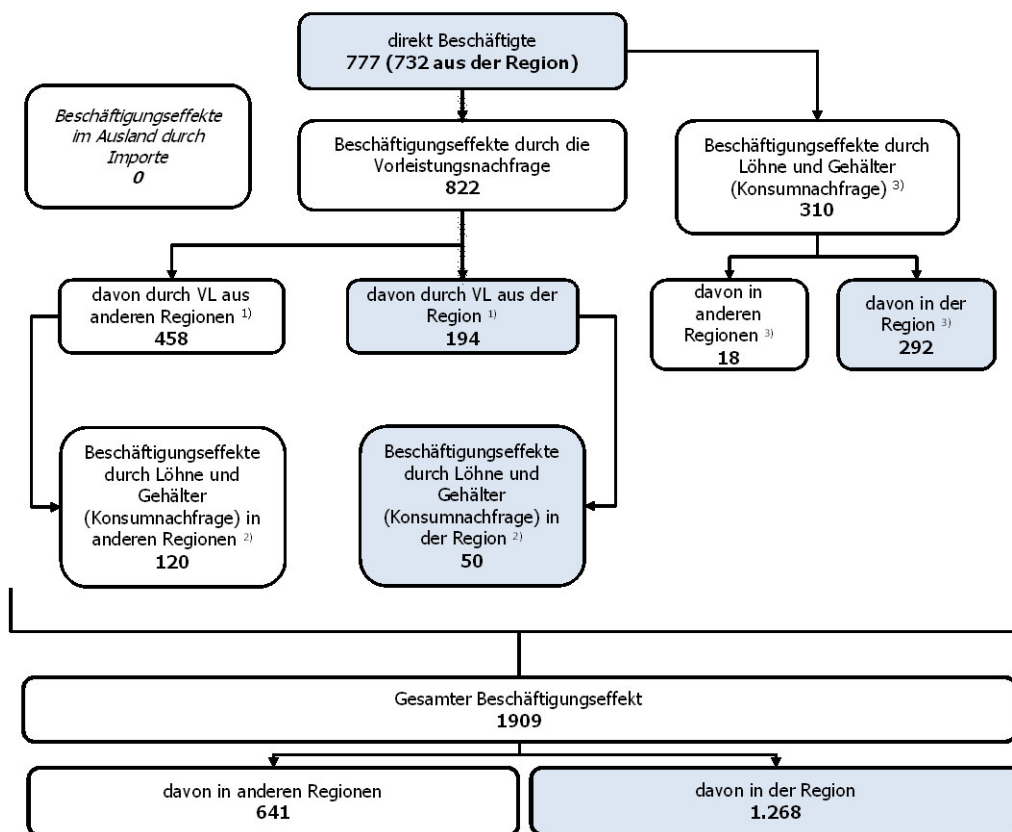 direkt Beschäftigte
777 (732 aus der Region)
Beschäftigungseffekte
im Ausland durch
Importe
0
Beschäftigungseffekte durch die
Vorleistungsnachfrage
822
Beschäftigungseffekte durch
Löhne und Gehälter
(Konsumnachfrage) 3)
310
davon durch VL aus
anderen Regionen 1)
458
davon durch VL aus der
Region 1)
194
davon in
anderen
Regionen 3)
18
davon in der
Region 3)
292
Beschäftigungseffekte
durch Löhne und
Gehälter
(Konsumnachfrage) in
anderen Regionen 2)
120
Beschäftigungseffekte
durch Löhne und
Gehälter
(Konsumnachfrage) in
der Region 2)
50
Gesamter Beschäftigungseffekt
1909
davon in anderen Regionen
641
davon in der Region
1.268